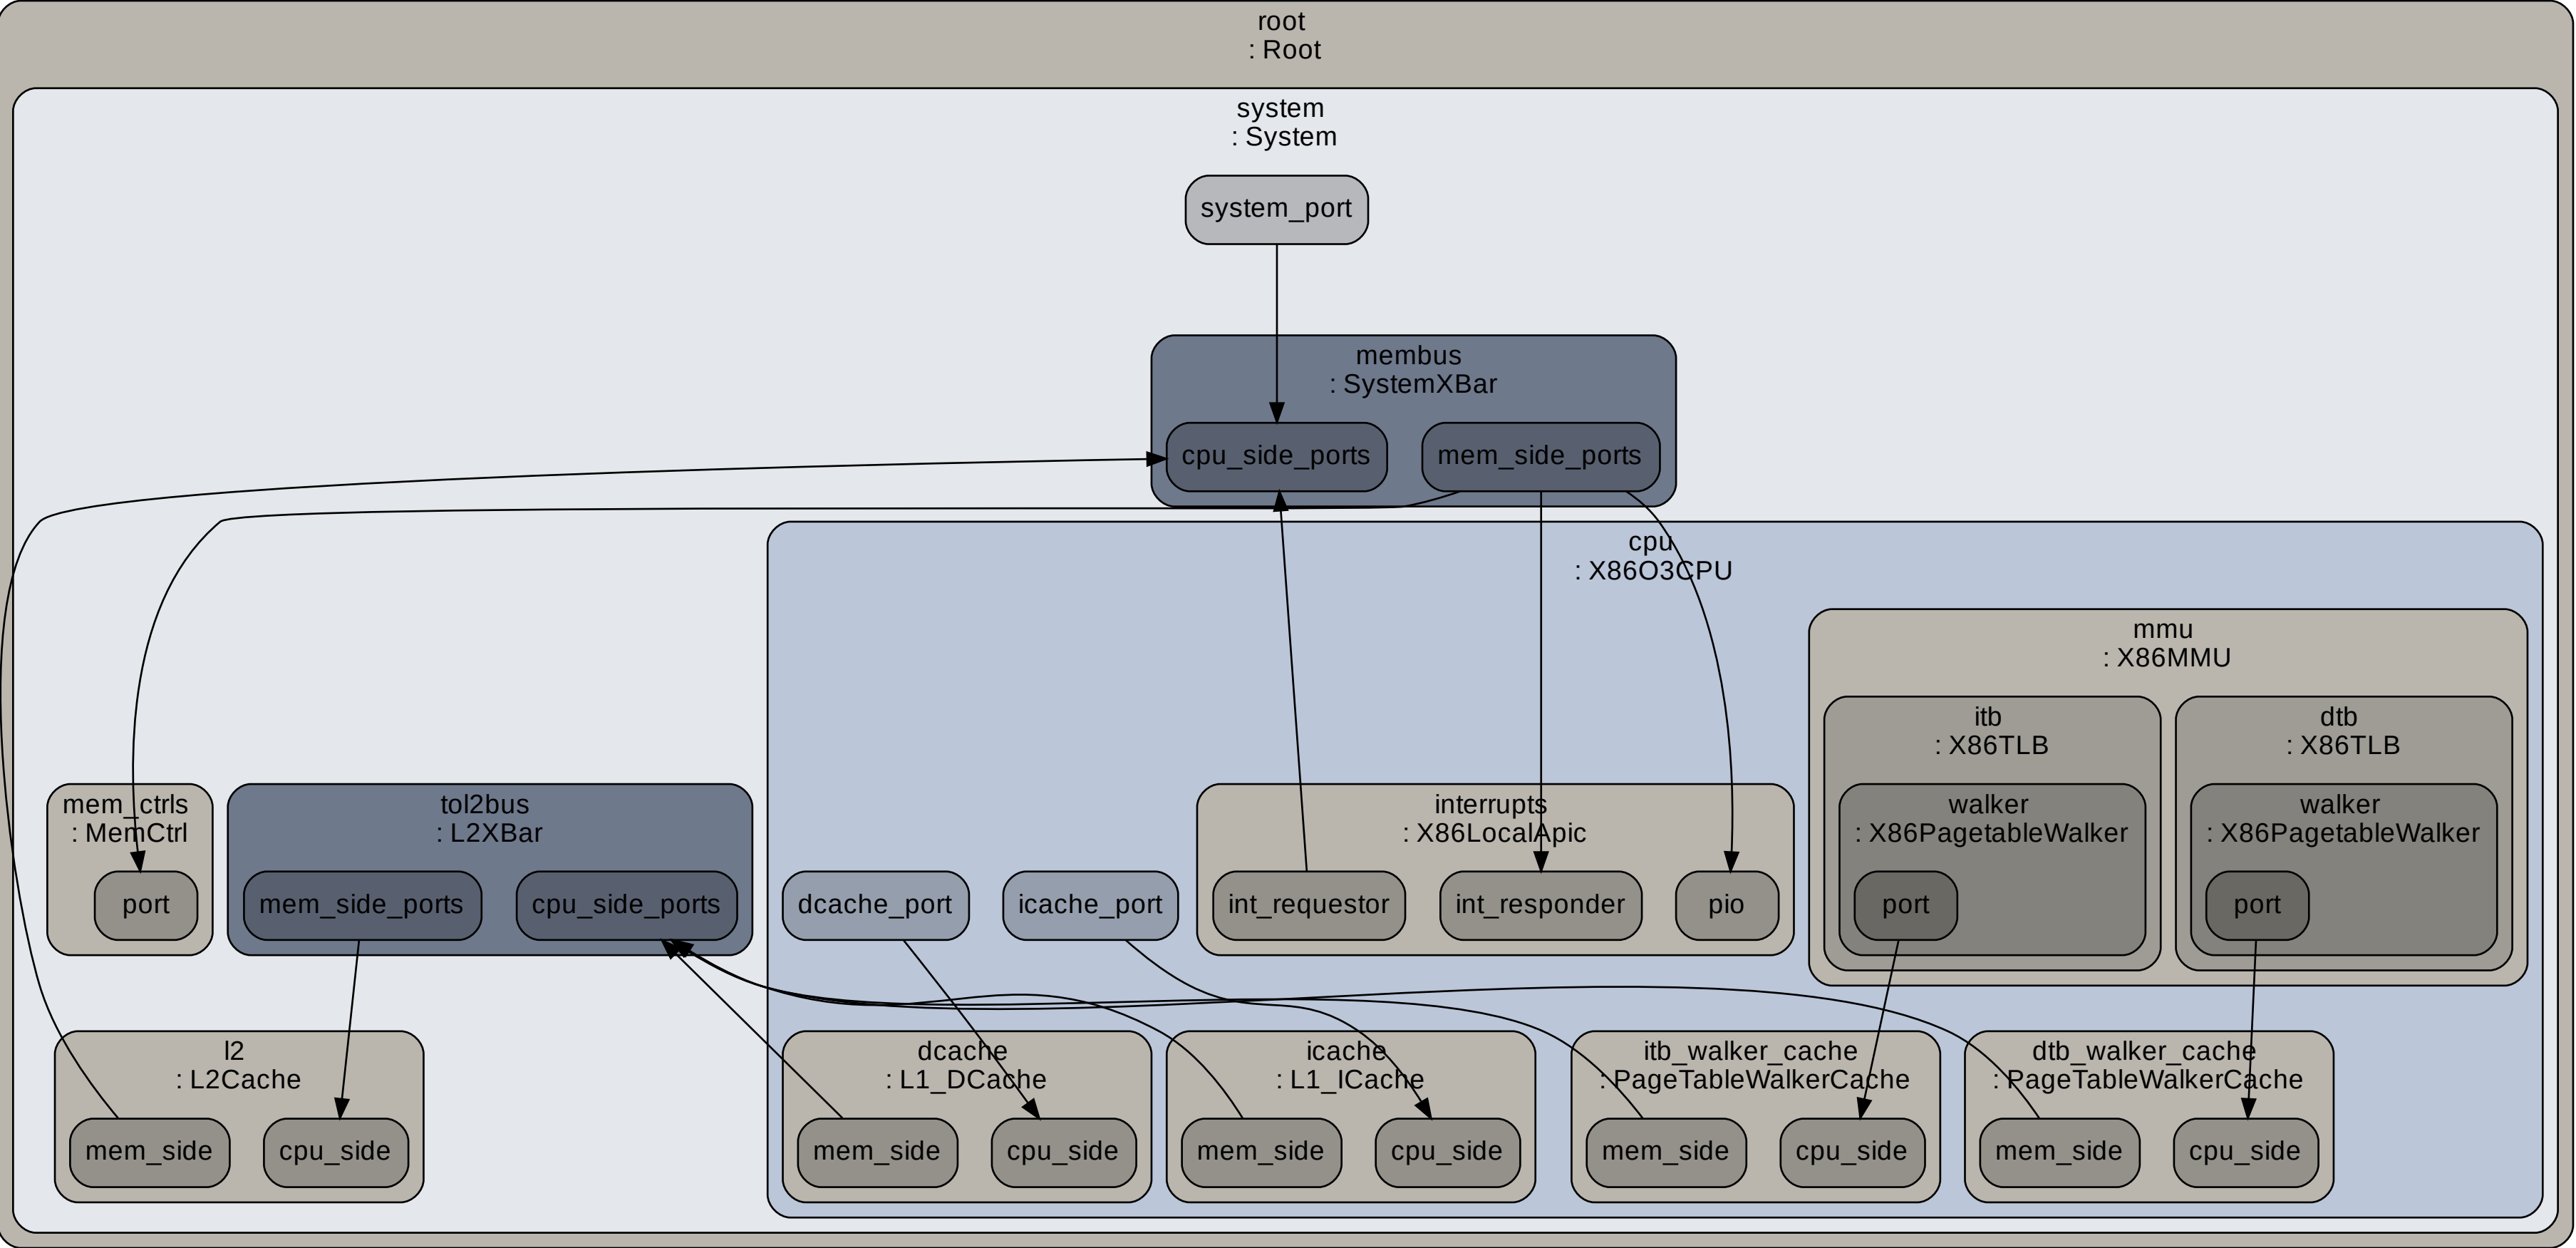 root
: Root
system
: System
system_port
membus
: SystemXBar
cpu_side_ports
mem_side_ports
cpu
: X86O3CPU
mmu
: X86MMU
itb
: X86TLB
dtb
: X86TLB
mem_ctrls
: MemCtrl
port
tol2bus
: L2XBar
mem_side_ports
cpu_side_ports
dcache_port
icache_port
interrupts
: X86LocalApic
int_requestor
int_responder
pio
walker
: X86PagetableWalker
port
walker
: X86PagetableWalker
port
l2
: L2Cache
mem_side
cpu_side
dcache
: L1_DCache
mem_side
cpu_side
icache
: L1_ICache
mem_side
cpu_side
itb_walker_cache
: PageTableWalkerCache
mem_side
cpu_side
dtb_walker_cache
: PageTableWalkerCache
mem_side
cpu_side